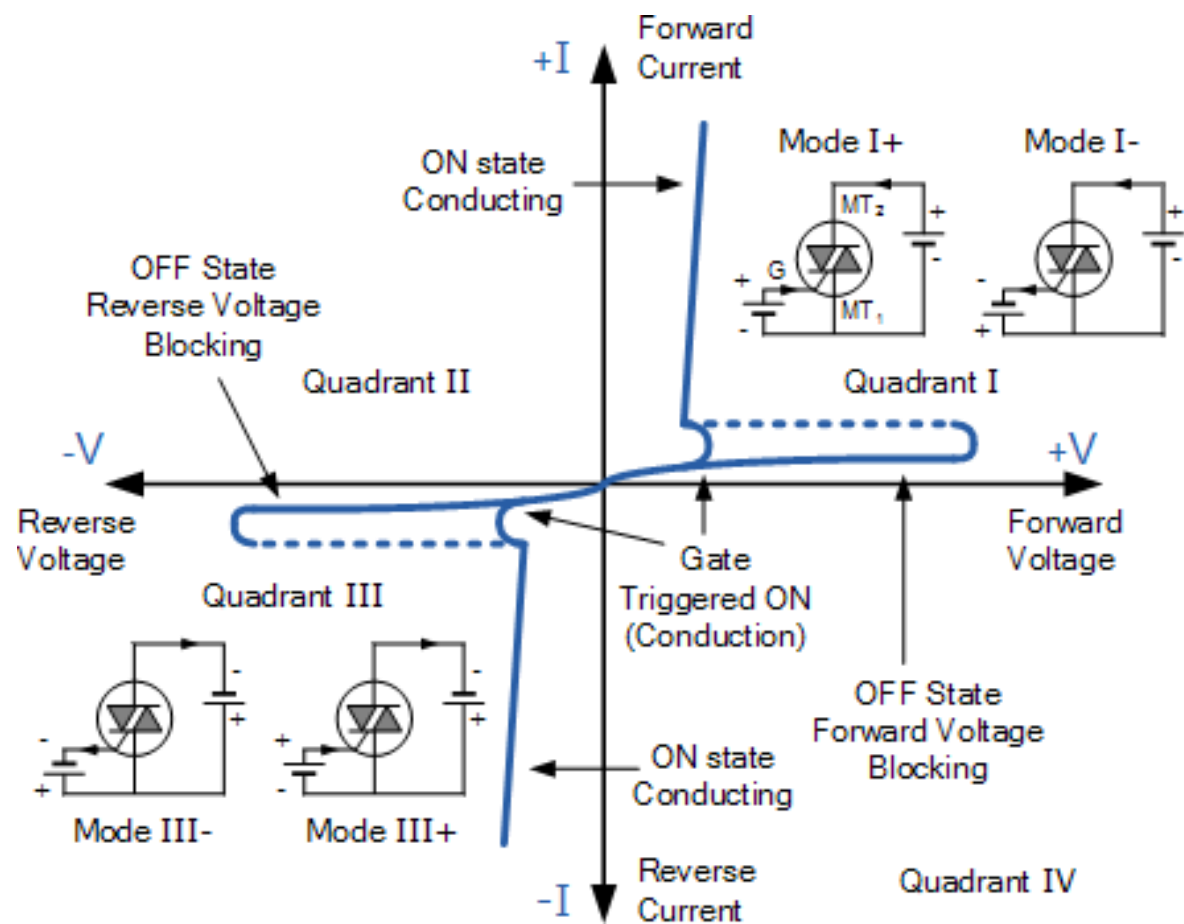 +I
Forward
Current
ON state
Conducting
Mode I+
Mode I-
MT₂
+
-
+
-
G
+
-
MT₁
-
+
OFF State
Reverse Voltage
Blocking
Quadrant II
Quadrant I
-V
+V
Reverse
Voltage
Forward
Voltage
Gate
Triggered ON
(Conduction)
Quadrant III
-
+
-
+
-
+
+
-
OFF State
Forward Voltage
Blocking
ON state
Conducting
Mode III-
Mode III+
-I
Reverse
Current
Quadrant IV